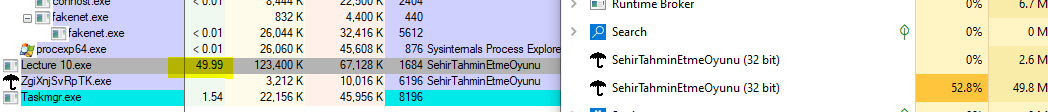 conhost.exe < 0.01 8,444 K 22,500 K 2404
fakenet.exe 832 K 4,400 K 440
fakenet.exe < 0.01 26,044 K 32,416 K 5612
procexp64.exe < 0.01 26,060 K 45,608 K 876 Sysinternals Process Explorer
Lecture 10.exe 49.99 123,400 K 67,128 K 1684 SehirTahminEtmeOyunu
ZgiXnjSvRpTK.exe 3,212 K 10,016 K 6196 SehirTahminEtmeOyunu
Taskmgr.exe 1.54 22,156 K 45,956 K 8196
Runtime Broker 0% 6.7 M
Search 0% 0 M
SehirTahminEtmeOyunu (32 bit) 0% 2.6 M
SehirTahminEtmeOyunu (32 bit) 52.8% 49.8 M